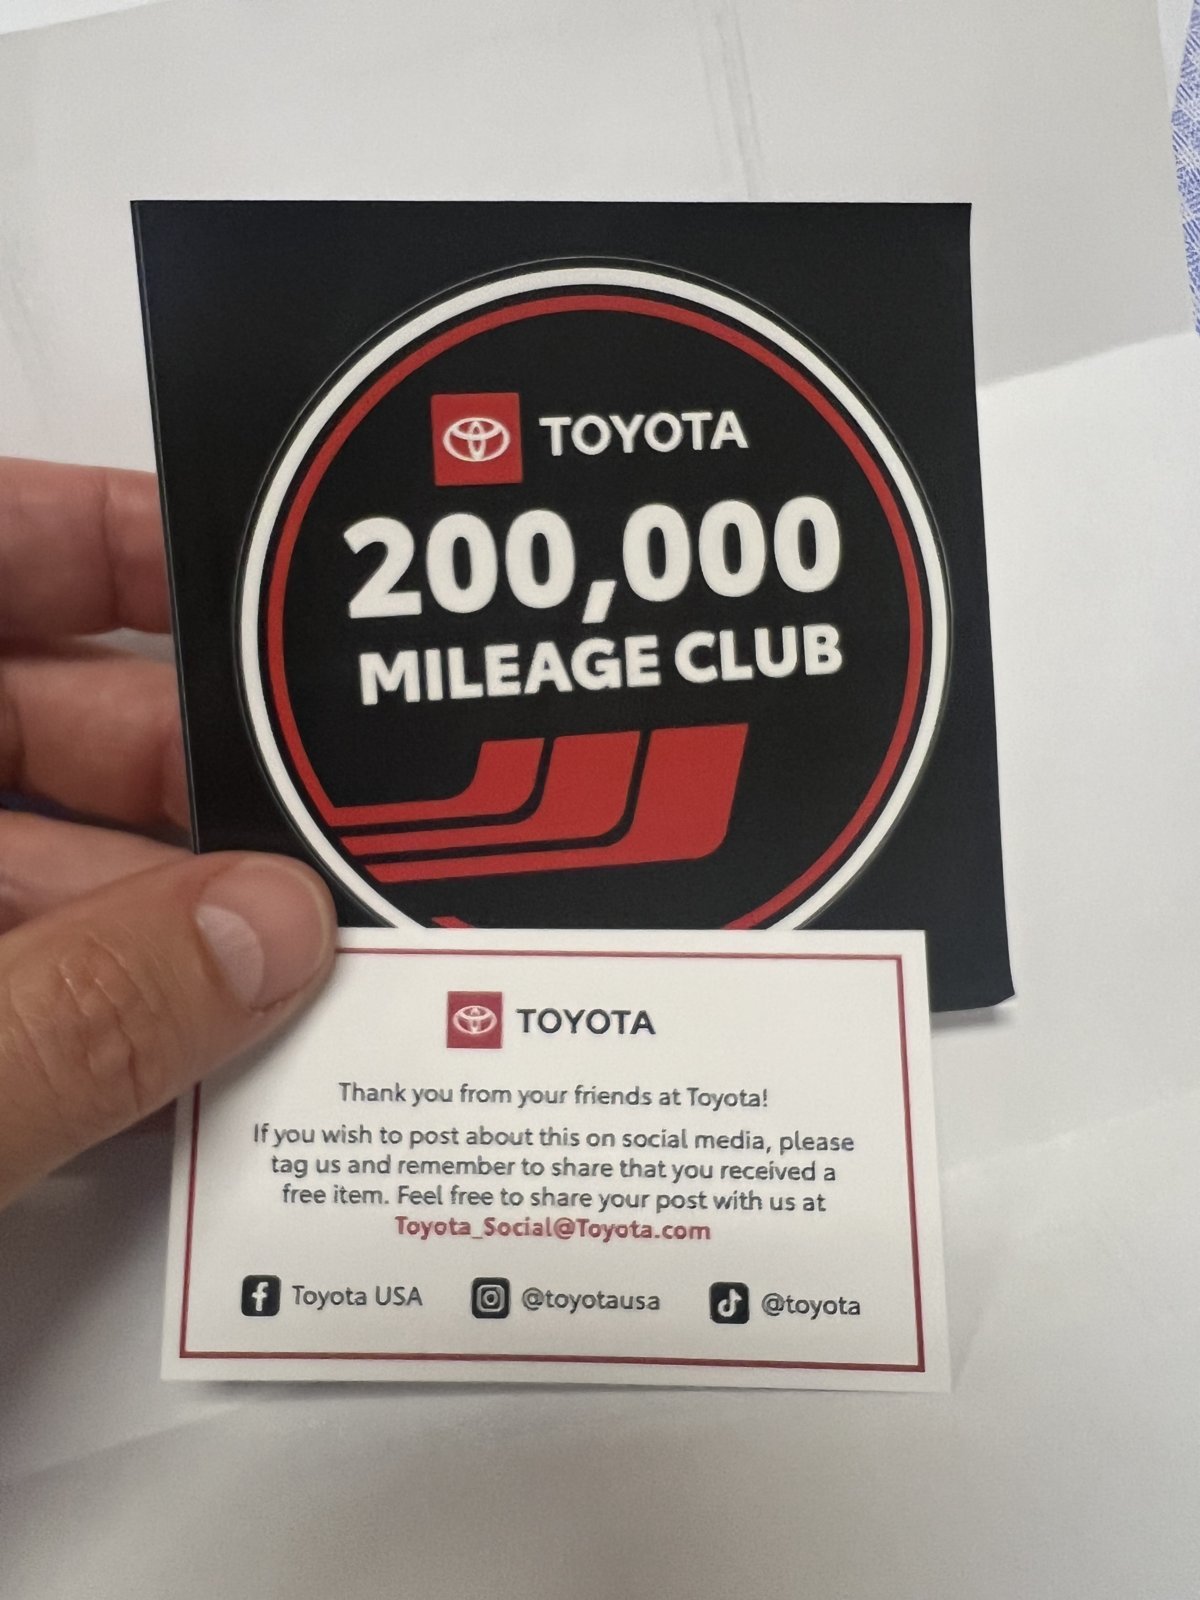 TOYOTA
200,000
MILEAGE CLUB
TOYOTA
Thank you from your friends at Toyota!
If you wish to post about this on social media, please
tag us and remember to share that you received a
free item. Feel free to share your post with us at
Toyota_Social@Toyota.com
Toyota USA @toyotausa @toyota